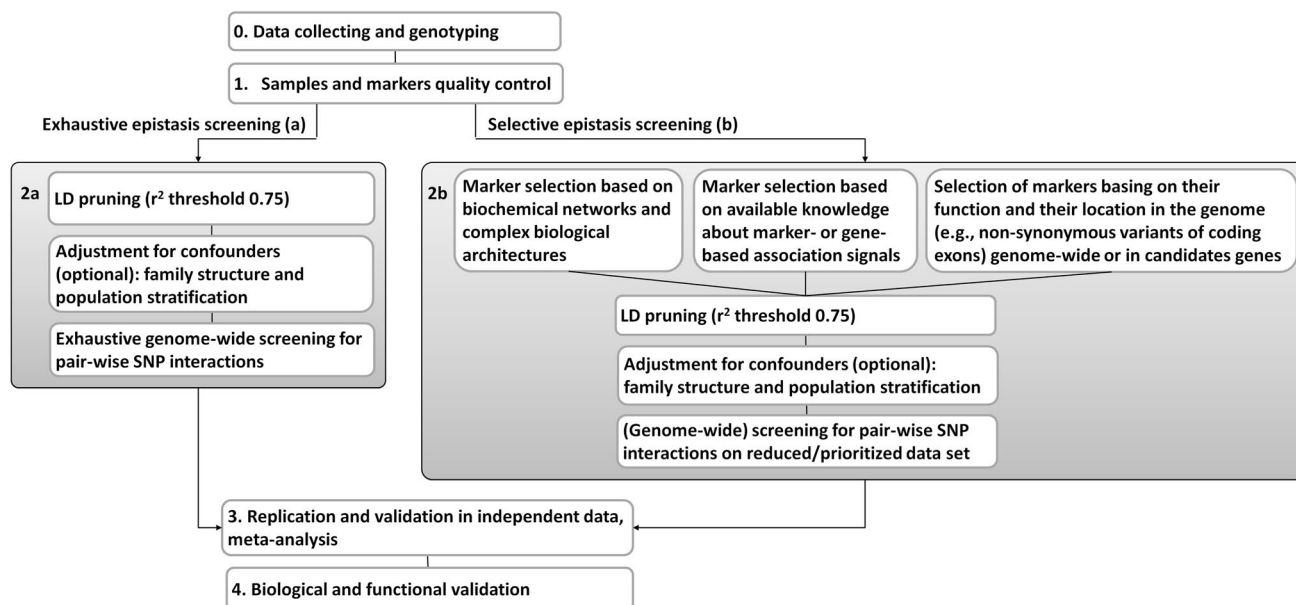 0. Data collecting and genotyping
1. Samples and markers quality control
Exhaustive epistasis screening (a)
Selective epistasis screening (b)
2a
LD pruning (r² threshold 0.75)
Adjustment for confounders
(optional): family structure and
population stratification
Exhaustive genome-wide screening for
pair-wise SNP interactions
2b
Marker selection based on
biochemical networks and
complex biological
architectures
Marker selection based
on available knowledge
about marker- or gene-
based association signals
Selection of markers basing on their
function and their location in the genome
(e.g., non-synonymous variants of coding
exons) genome-wide or in candidates genes
LD pruning (r² threshold 0.75)
Adjustment for confounders (optional):
family structure and population stratification
(Genome-wide) screening for pair-wise SNP
interactions on reduced/prioritized data set
3. Replication and validation in independent data,
meta-analysis
4. Biological and functional validation